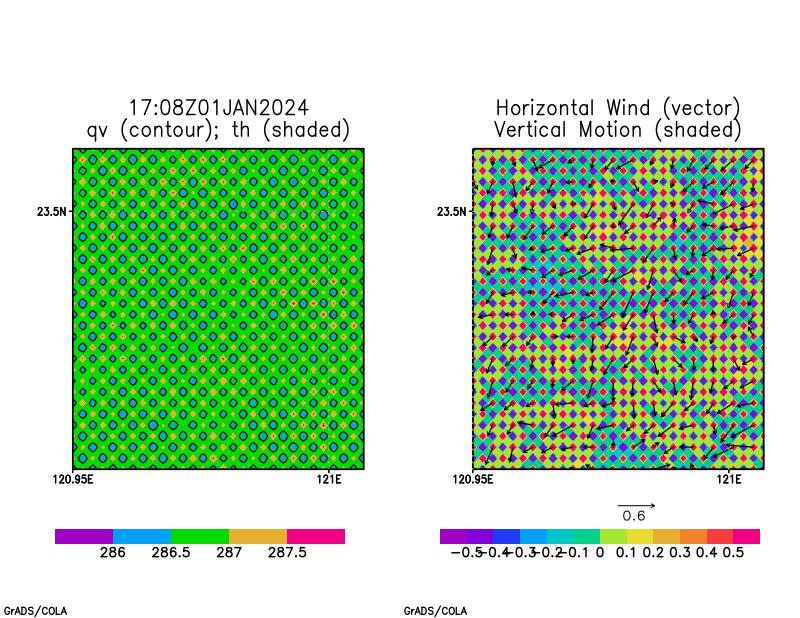 17:08Z01JAN2024
qv (contour); th (shaded)
23.5N
120.95E 121E
286 286.5 287 287.5
GrADS/COLA
Horizontal Wind (vector)
Vertical Motion (shaded)
23.5N
120.95E 121E
0.6
-0.5 -0.4 -0.3 -0.2 -0.1 0 0.1 0.2 0.3 0.4 0.5
GrADS/COLA